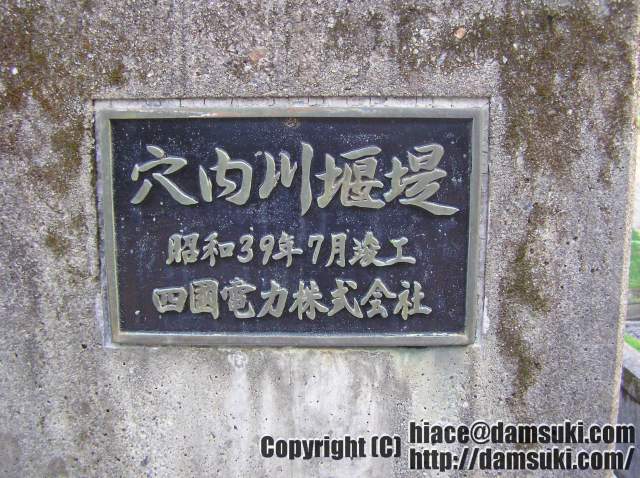 穴内川堰堤
昭和39年7月竣工
四國電力株式会社
Copyright (C) hiace@damsuki.com
http://damsuki.com/